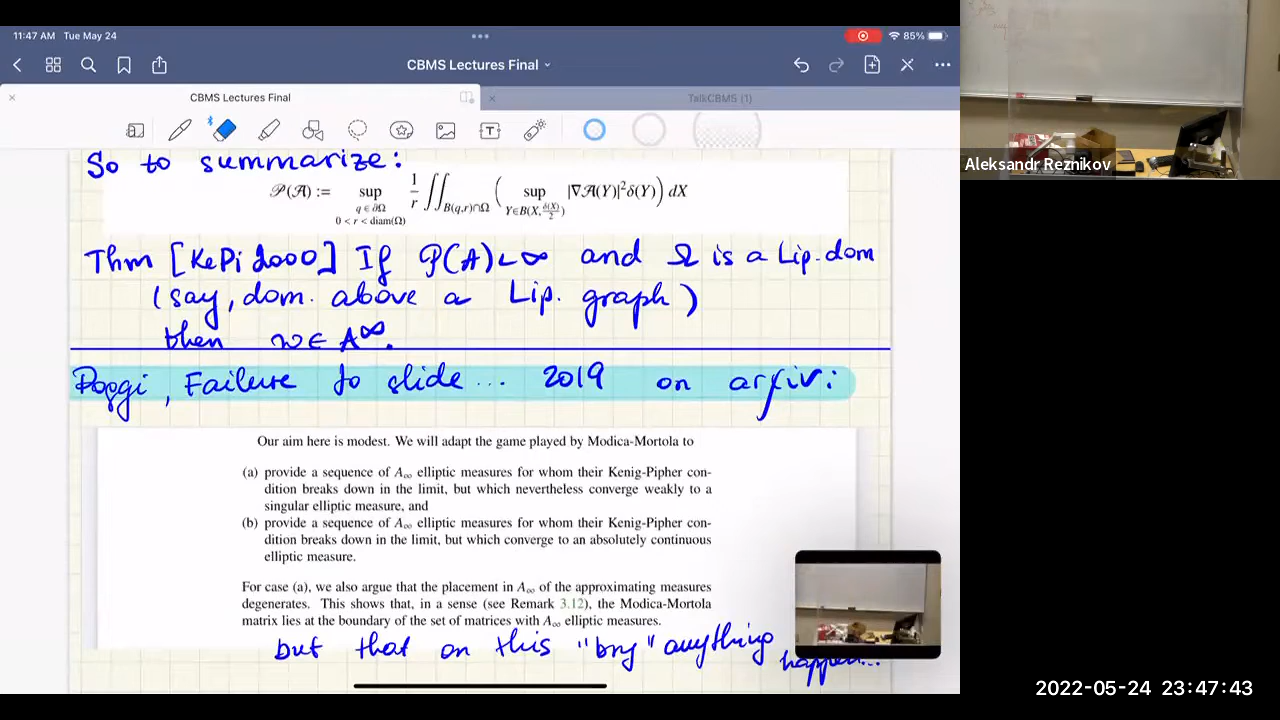 11:47 AM Tue May 24
85%
CBMS Lectures Final
CBMS Lectures Final
TalkCBMS (1)
So to summarize:
𝒫(𝒜) := sup_{q∈∂Ω, 0<r<diam(Ω)} 1/r ∬_{B(q,r)∩Ω} ( sup_{Y∈B(X, δ(X)/2)} |∇𝒜(Y)|²δ(Y) ) dX
Thm [KePi 2000] If 𝒫(A)<∞ and Ω is a Lip. dom
(say, dom. above a Lip. graph)
then w ∈ A^∞.
Poggi, Failure to slide... 2019 on arxiv:
Our aim here is modest. We will adapt the game played by Modica-Mortola to
(a) provide a sequence of A∞ elliptic measures for whom their Kenig-Pipher con-
dition breaks down in the limit, but which nevertheless converge weakly to a
singular elliptic measure, and
(b) provide a sequence of A∞ elliptic measures for whom their Kenig-Pipher con-
dition breaks down in the limit, but which converge to an absolutely continuous
elliptic measure.
For case (a), we also argue that the placement in A∞ of the approximating measures
degenerates. This shows that, in a sense (see Remark 3.12), the Modica-Mortola
matrix lies at the boundary of the set of matrices with A∞ elliptic measures.
but that on this "bry" anything
Aleksandr Reznikov
2022-05-24 23:47:43